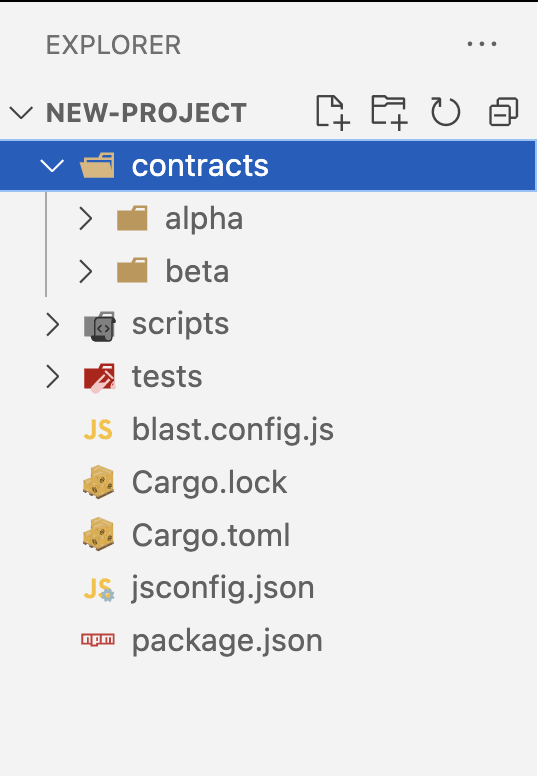 EXPLORER
NEW-PROJECT
contracts
alpha
beta
scripts
tests
JS blast.config.js
Cargo.lock
Cargo.toml
JS jsconfig.json
package.json